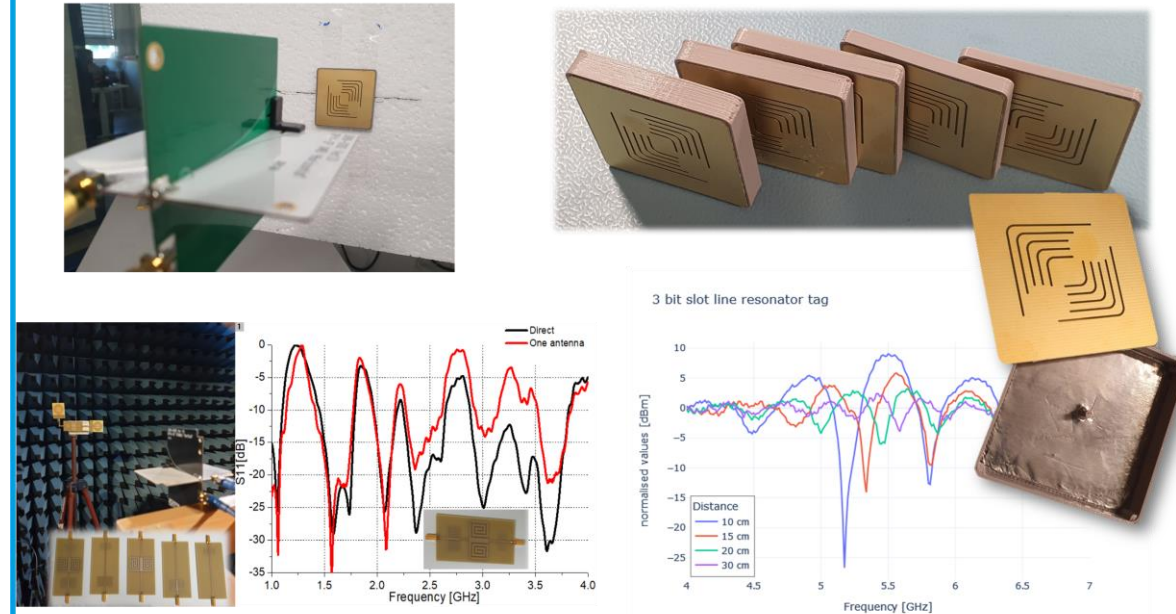 3 bit slot line resonator tag
1
Direct
One antenna
0
-5
-10
-15
-20
-25
-30
-35
S11[dB]
1.0 1.5 2.0 2.5 3.0 3.5 4.0
Frequency [GHz]
10
5
0
−5
−10
−15
−20
−25
normalised values [dBm]
Distance
10 cm
15 cm
20 cm
30 cm
4 4.5 5 5.5 6 6.5 7
Frequency [GHz]